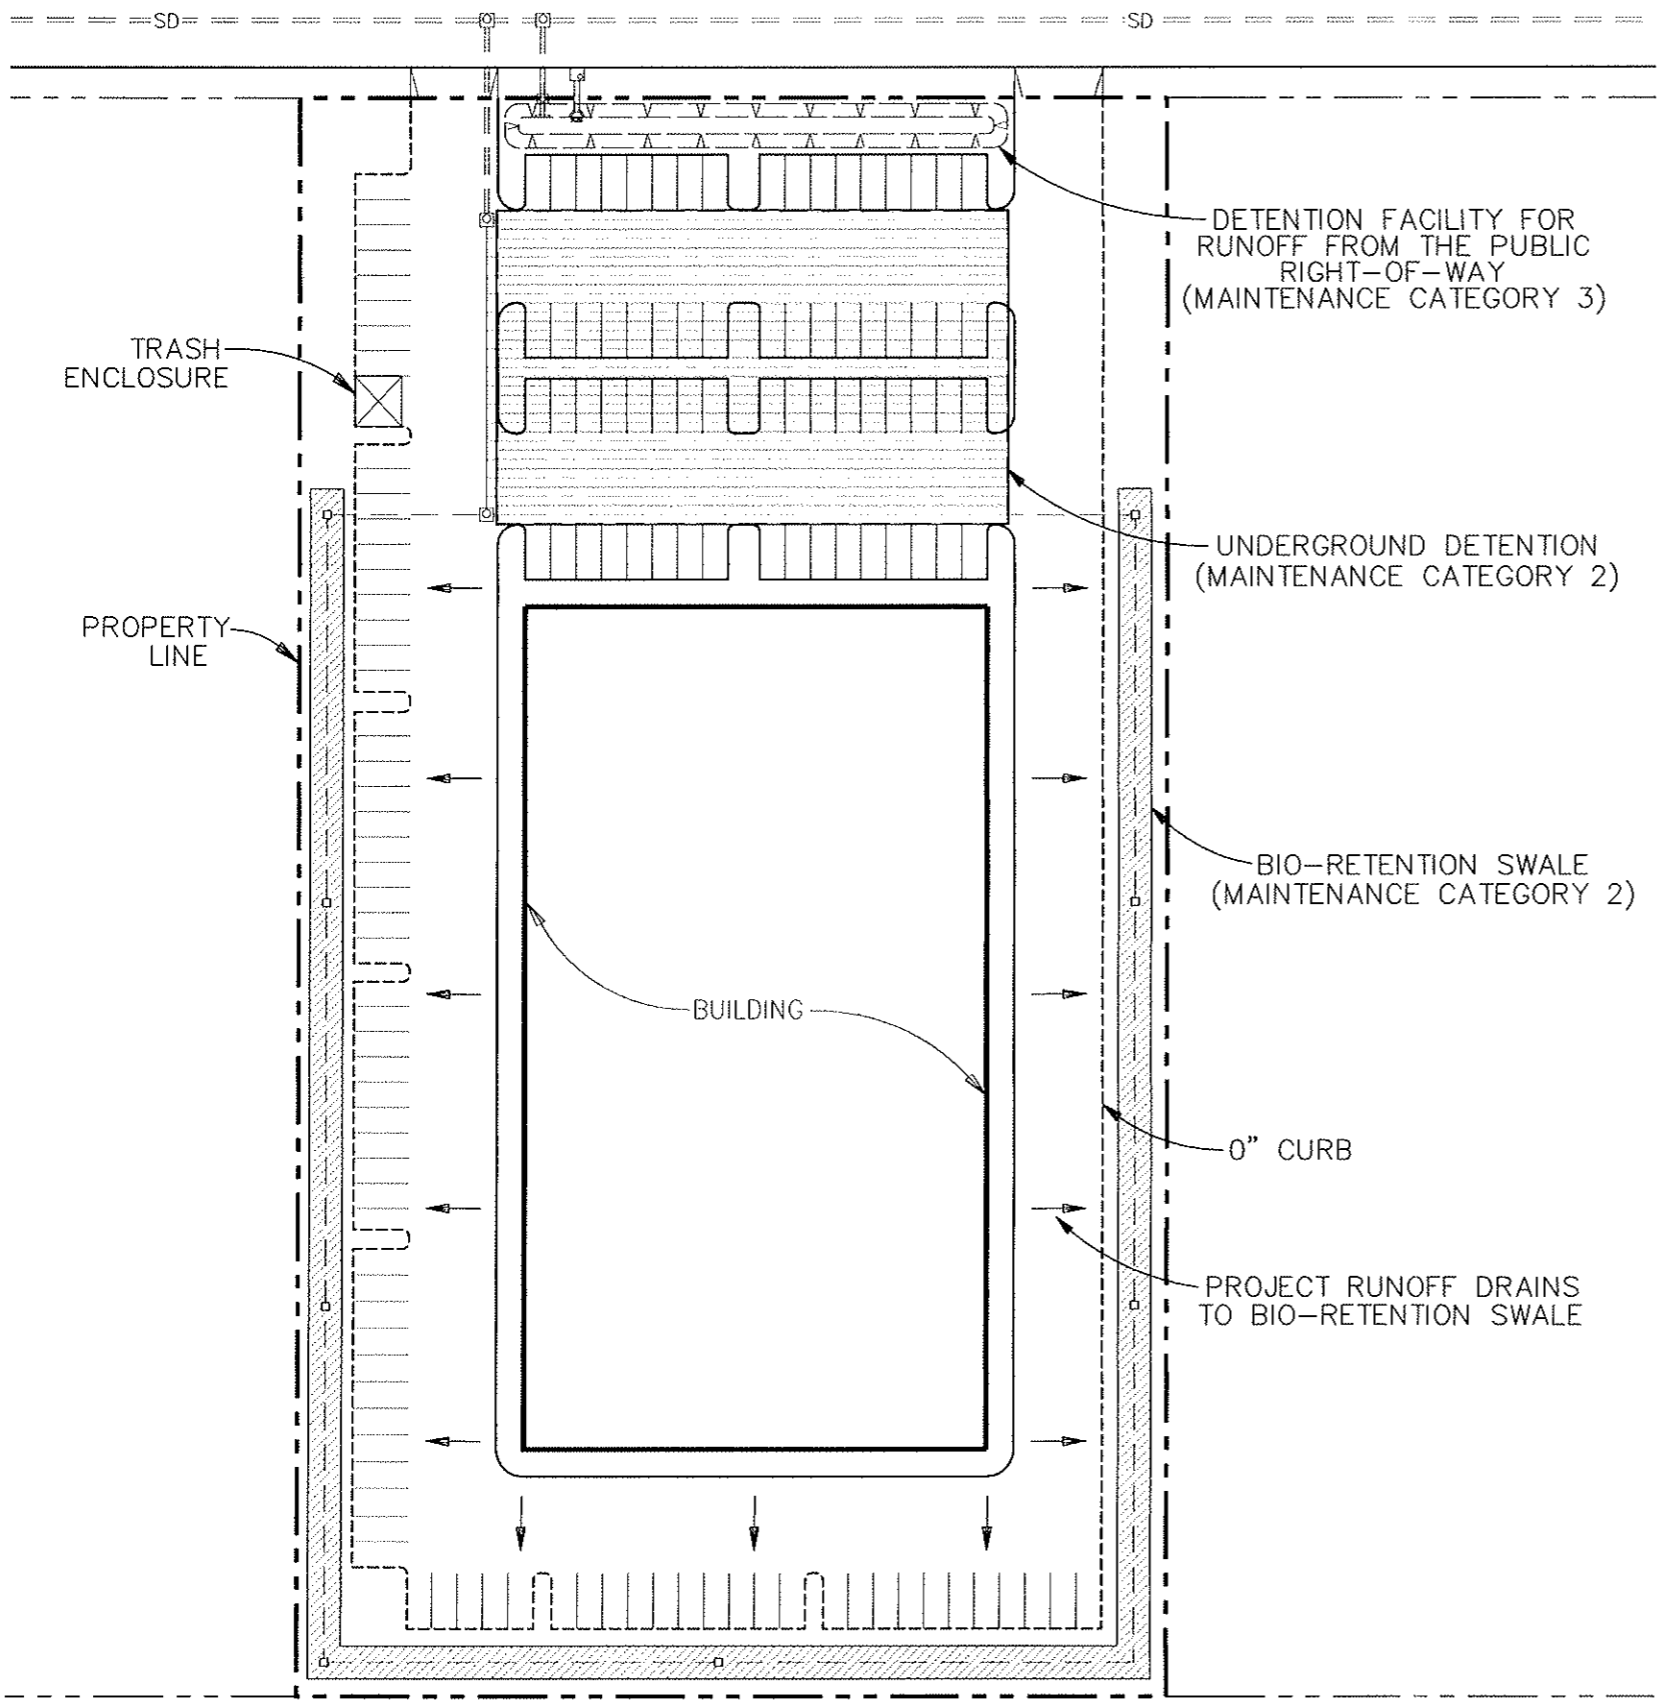 SD
SD
DETENTION FACILITY FOR
RUNOFF FROM THE PUBLIC
RIGHT-OF-WAY
(MAINTENANCE CATEGORY 3)
TRASH
ENCLOSURE
UNDERGROUND DETENTION
(MAINTENANCE CATEGORY 2)
PROPERTY
LINE
BIO-RETENTION SWALE
(MAINTENANCE CATEGORY 2)
BUILDING
0" CURB
PROJECT RUNOFF DRAINS
TO BIO-RETENTION SWALE